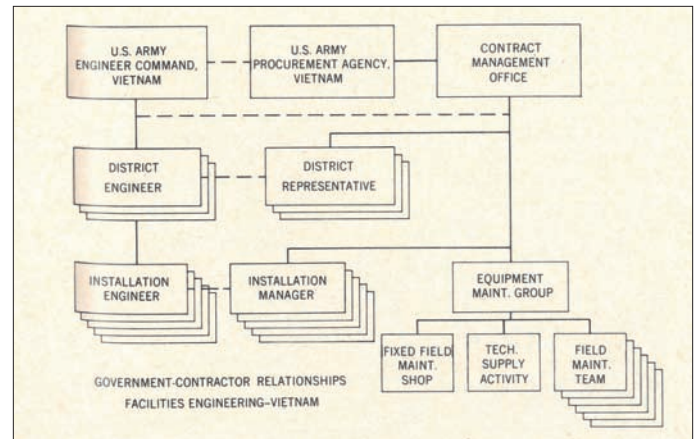 U.S. ARMY
ENGINEER COMMAND,
VIETNAM
U.S. ARMY
PROCUREMENT AGENCY,
VIETNAM
CONTRACT
MANAGEMENT
OFFICE
DISTRICT
ENGINEER
DISTRICT
REPRESENTATIVE
INSTALLATION
ENGINEER
INSTALLATION
MANAGER
EQUIPMENT
MAINT. GROUP
FIXED FIELD
MAINT.
SHOP
TECH.
SUPPLY
ACTIVITY
FIELD
MAINT.
TEAM
GOVERNMENT-CONTRACTOR RELATIONSHIPS
FACILITIES ENGINEERING–VIETNAM